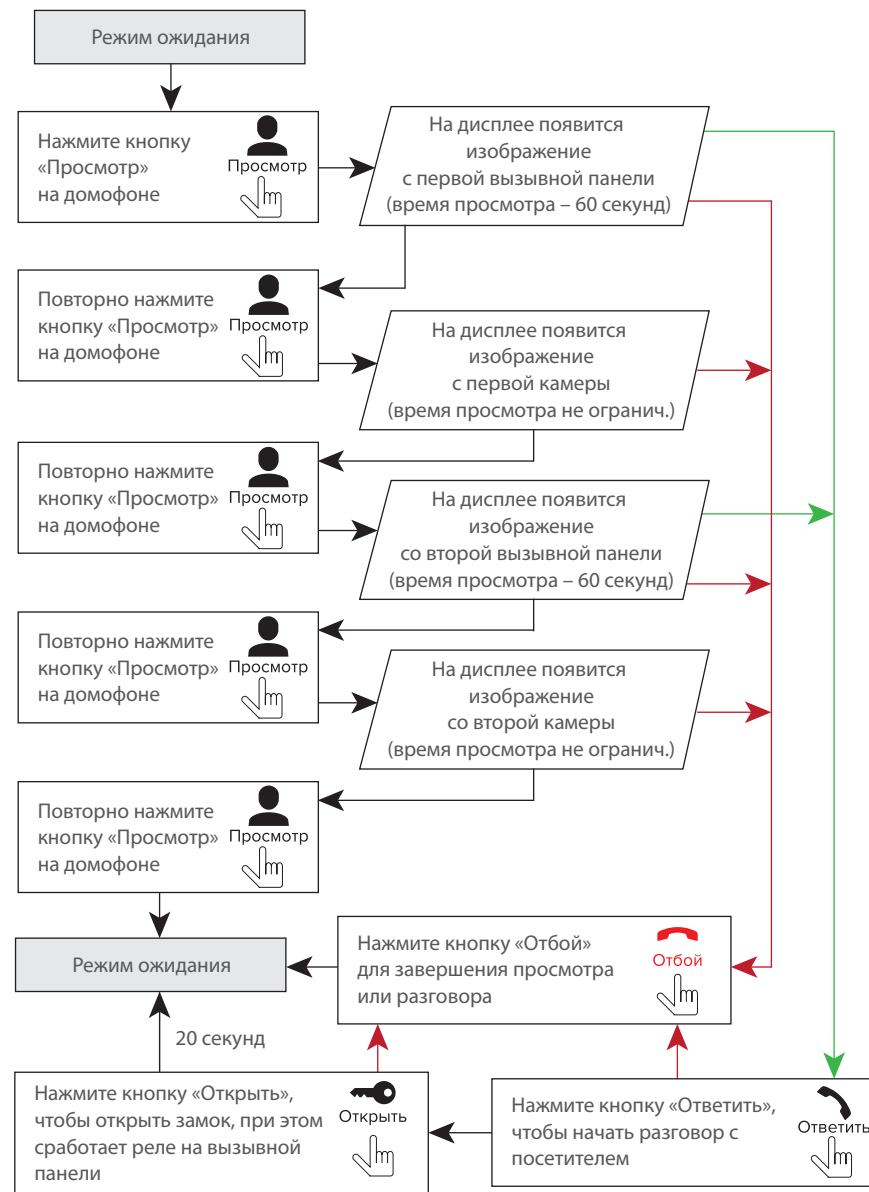 Режим ожидания
Нажмите кнопку
«Просмотр»
на домофоне
Просмотр
На дисплее появится
изображение
с первой вызывной панели
(время просмотра – 60 секунд)
Повторно нажмите
кнопку «Просмотр»
на домофоне
Просмотр
На дисплее появится
изображение
с первой камеры
(время просмотра не огранич.)
Повторно нажмите
кнопку «Просмотр»
на домофоне
Просмотр
На дисплее появится
изображение
со второй вызывной панели
(время просмотра – 60 секунд)
Повторно нажмите
кнопку «Просмотр»
на домофоне
Просмотр
На дисплее появится
изображение
со второй камеры
(время просмотра не огранич.)
Повторно нажмите
кнопку «Просмотр»
на домофоне
Просмотр
Режим ожидания
Нажмите кнопку «Отбой»
для завершения просмотра
или разговора
Отбой
20 секунд
Нажмите кнопку «Открыть»,
чтобы открыть замок, при этом
сработает реле на вызывной
панели
Открыть
Нажмите кнопку «Ответить»,
чтобы начать разговор с
посетителем
Ответить